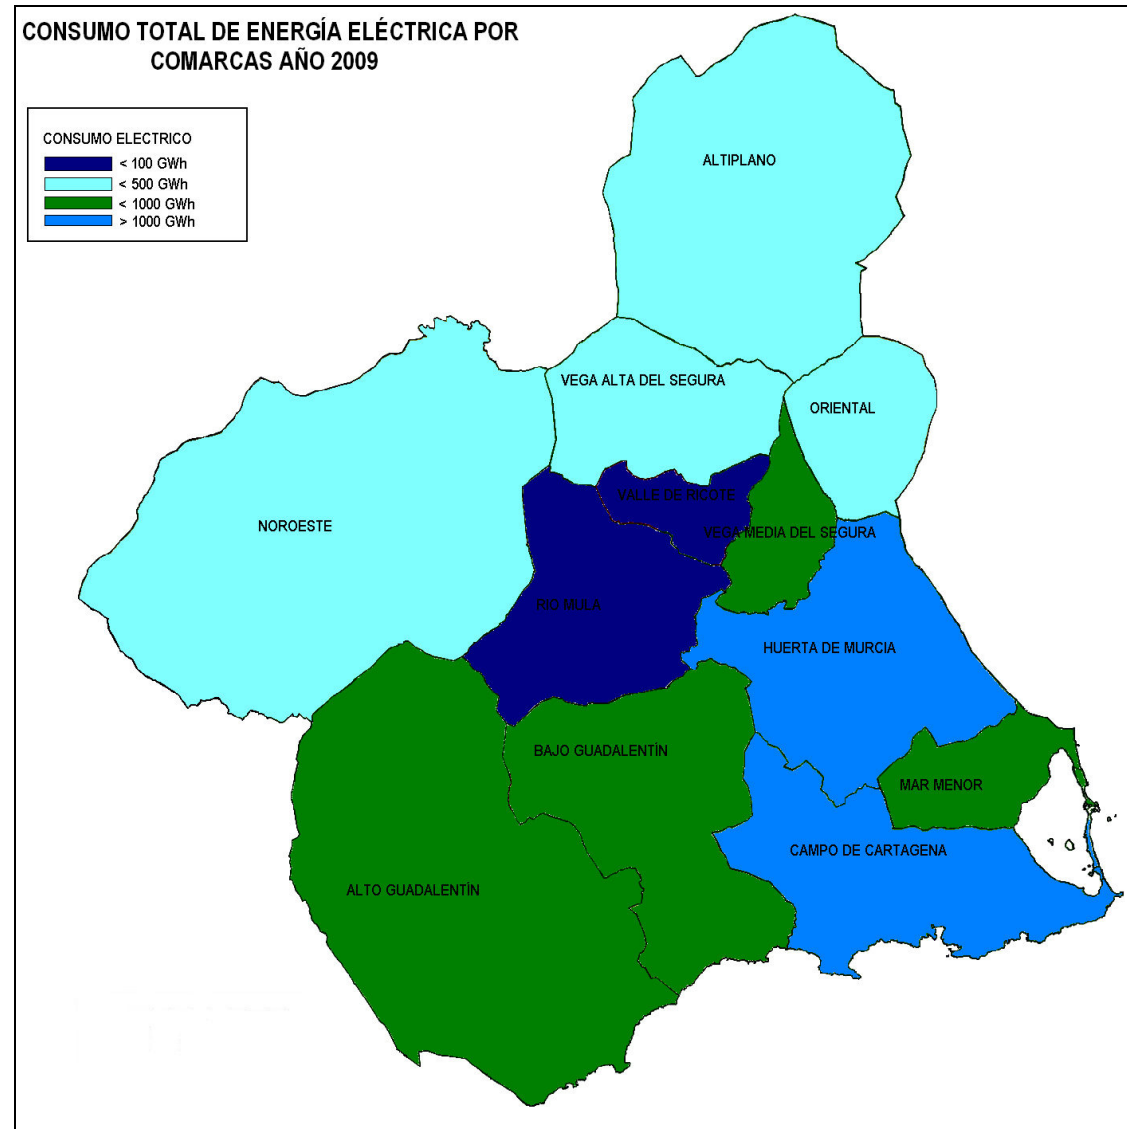 CONSUMO TOTAL DE ENERGÍA ELÉCTRICA POR
COMARCAS AÑO 2009
CONSUMO ELECTRICO
< 100 GWh
< 500 GWh
< 1000 GWh
> 1000 GWh
ALTIPLANO
VEGA ALTA DEL SEGURA
ORIENTAL
VALLE DE RICOTE
NOROESTE
VEGA MEDIA DEL SEGURA
RIO MULA
HUERTA DE MURCIA
BAJO GUADALENTÍN
MAR MENOR
CAMPO DE CARTAGENA
ALTO GUADALENTÍN